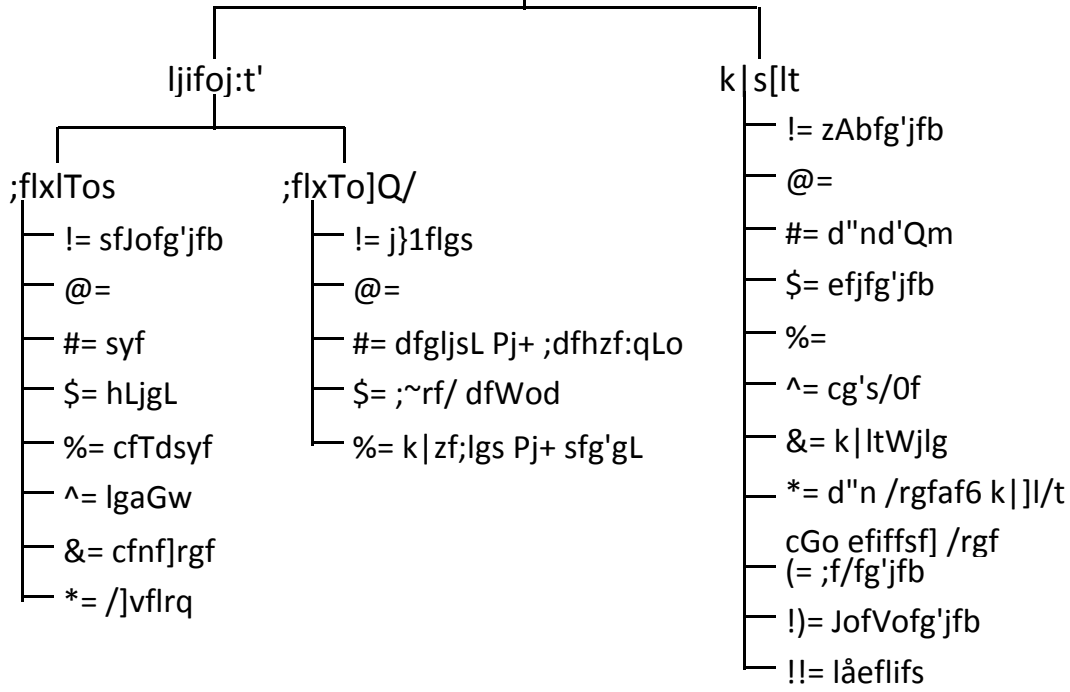 ljifoj:t'
k|s[lt
;flxlTos
;flxTo]Q/
!= sfJofg'jfb
@=
#= syf
$= hLjgL
%= cfTdsyf
^= lgaGw
&= cfnf]rgf
*= /]vflrq
!= j}1flgs
@=
#= dfgljsL Pj+ ;dfhzf:qLo
$= ;~rf/ dfWod
%= k|zf;lgs Pj+ sfg'gL
!= zAbfg'jfb
@=
#= d"nd'Qm
$= efjfg'jfb
%=
^= cg's/0f
&= k|ltWjlg
*= d"n /rgfaf6 k|]l/t
cGo efiffsf] /rgf
(= ;f/fg'jfb
!)= JofVofg'jfb
!!= låeflifs